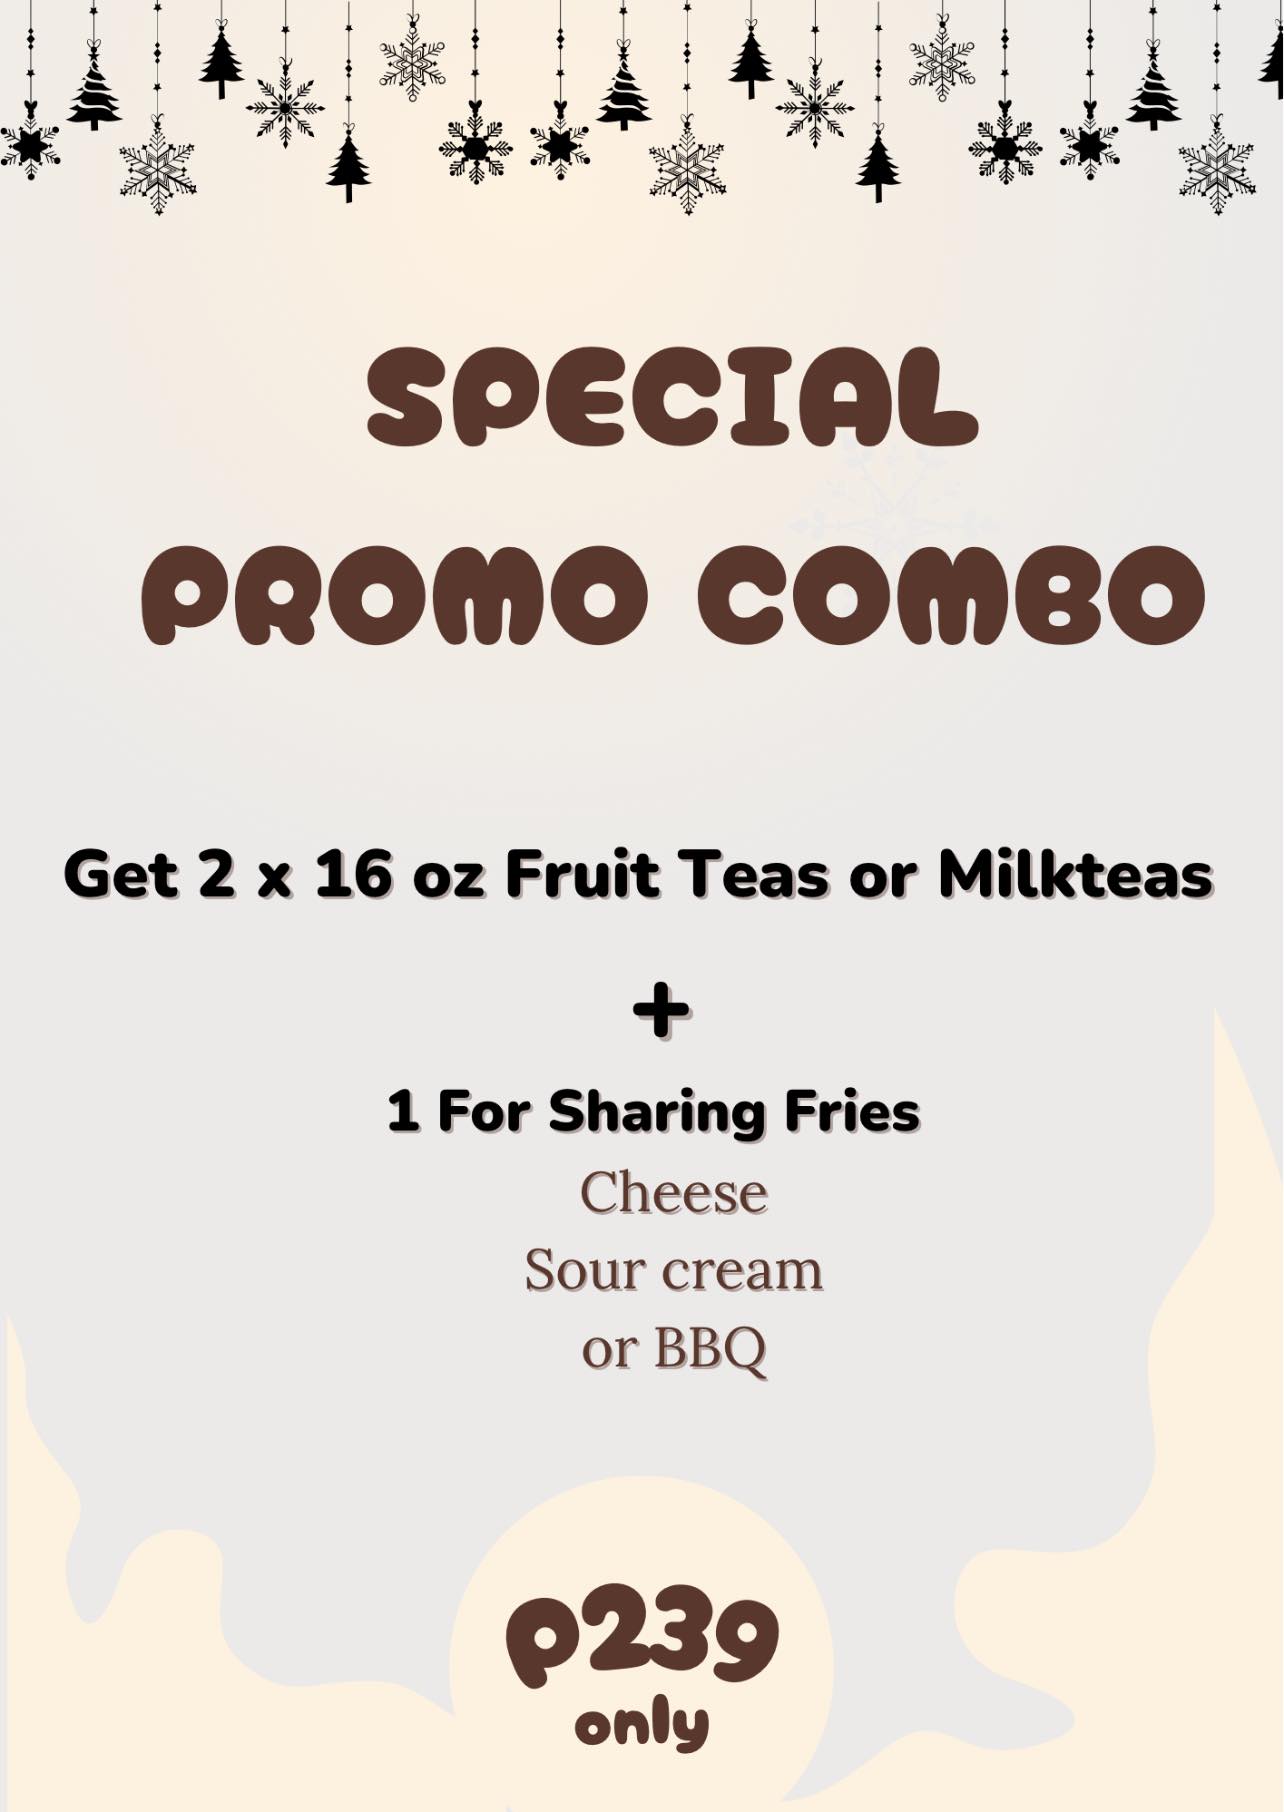 SPECIAL
PROMO COMBO
Get 2 x 16 oz Fruit Teas or Milkteas
+
1 For Sharing Fries
Cheese
Sour cream
or BBQ
P239
only